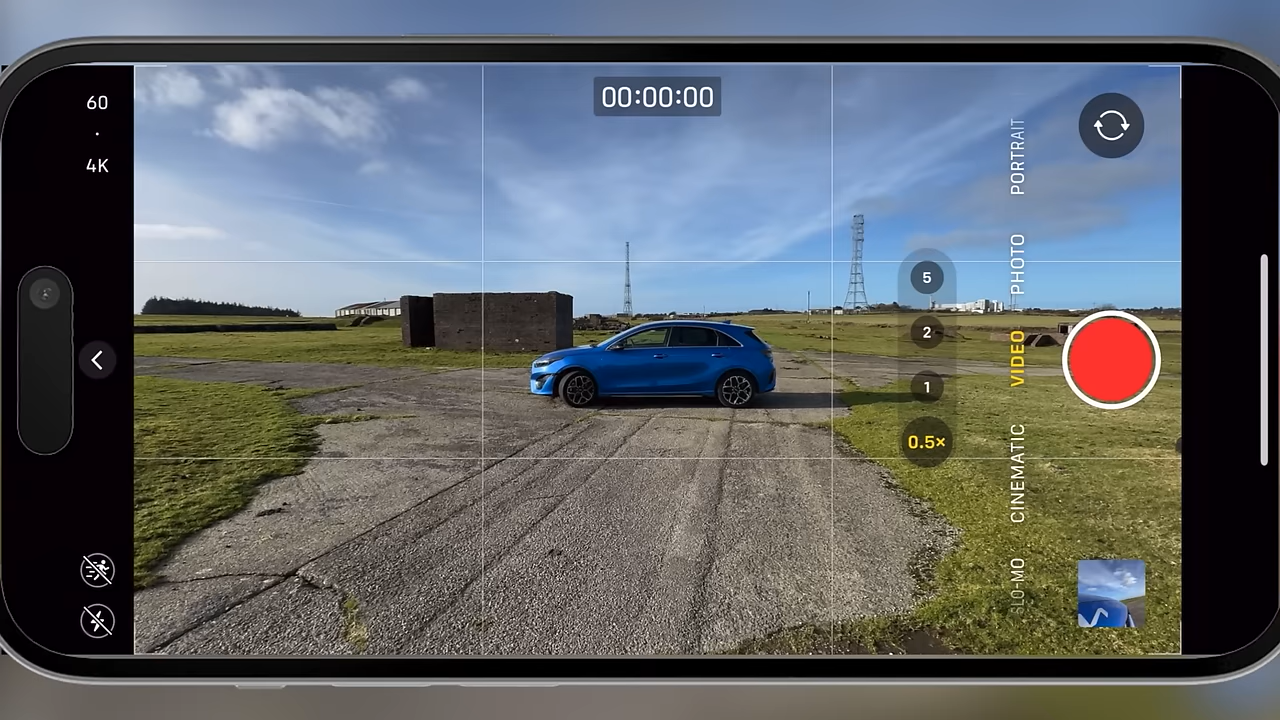 60
4K
00:00:00
PORTRAIT
PHOTO
VIDEO
CINEMATIC
SLO-MO
5
2
1
0.5×